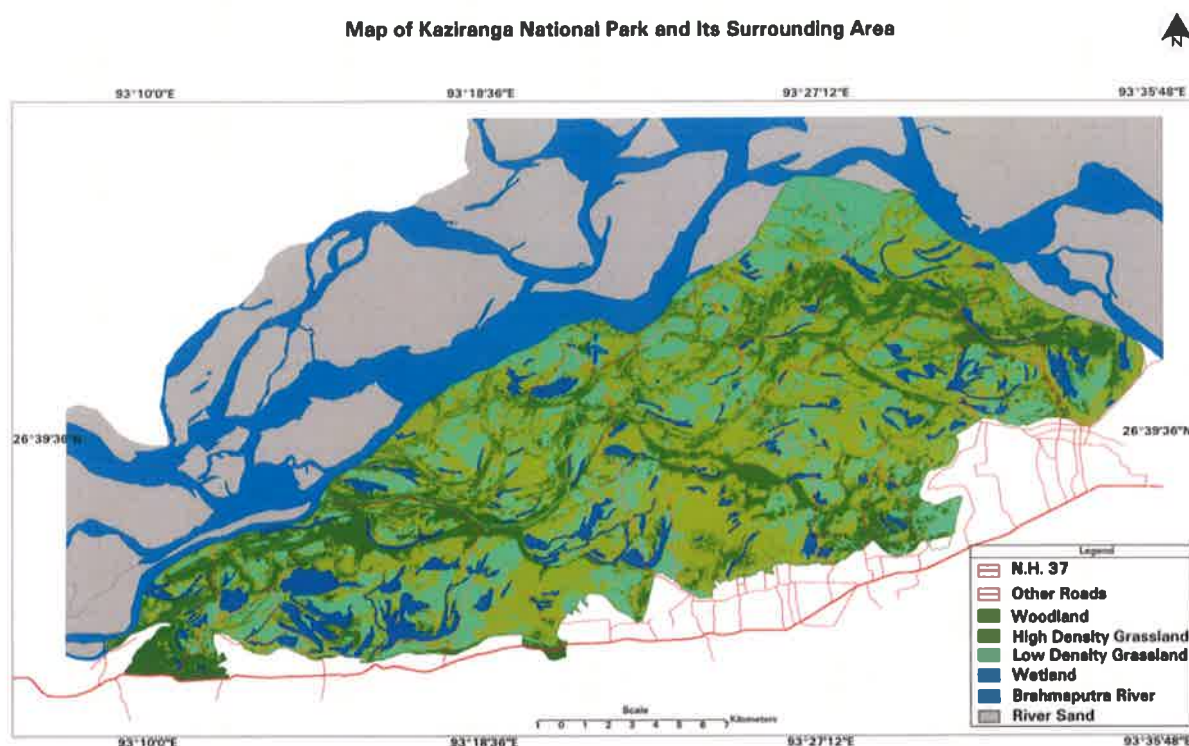 Map of Kaziranga National Park and Its Surrounding Area
N
93°10'0"E
93°18'36"E
93°27'12"E
93°35'48"E
26°39'36"N
26°39'36"N
Legend
N.H. 37
Other Roads
Woodland
High Density Grassland
Low Density Grassland
Wetland
Brahmaputra River
River Sand
Scale
1 0 1 2 3 4 5 6 7 Kilometers
93°10'0"E
93°18'36"E
93°27'12"E
93°35'48"E